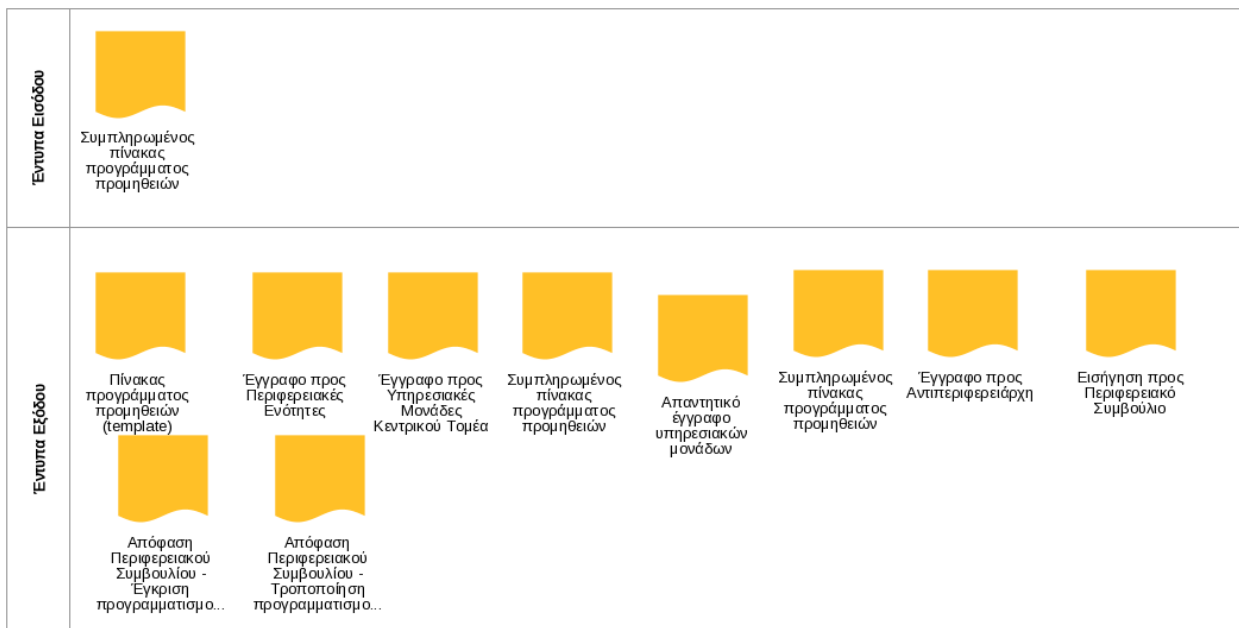 Έντυπα Εισόδου
Συμπληρωμένος
πίνακας
προγράμματος
προμηθειών
Έντυπα Εξόδου
Πίνακας
προγράμματος
προμηθειών
(template)
Έγγραφο προς
Περιφερειακές
Ενότητες
Έγγραφο προς
Υπηρεσιακές
Μονάδες
Κεντρικού Τομέα
Συμπληρωμένος
πίνακας
προγράμματος
προμηθειών
Απαντητικό
έγγραφο
υπηρεσιακών
μονάδων
Συμπληρωμένος
πίνακας
προγράμματος
προμηθειών
Έγγραφο προς
Αντιπεριφερειάρχη
Εισήγηση προς
Περιφερειακό
Συμβούλιο
Απόφαση
Περιφερειακού
Συμβουλίου -
Έγκριση
προγραμματισμο...
Απόφαση
Περιφερειακού
Συμβουλίου -
Τροποποίηση
προγραμματισμο...